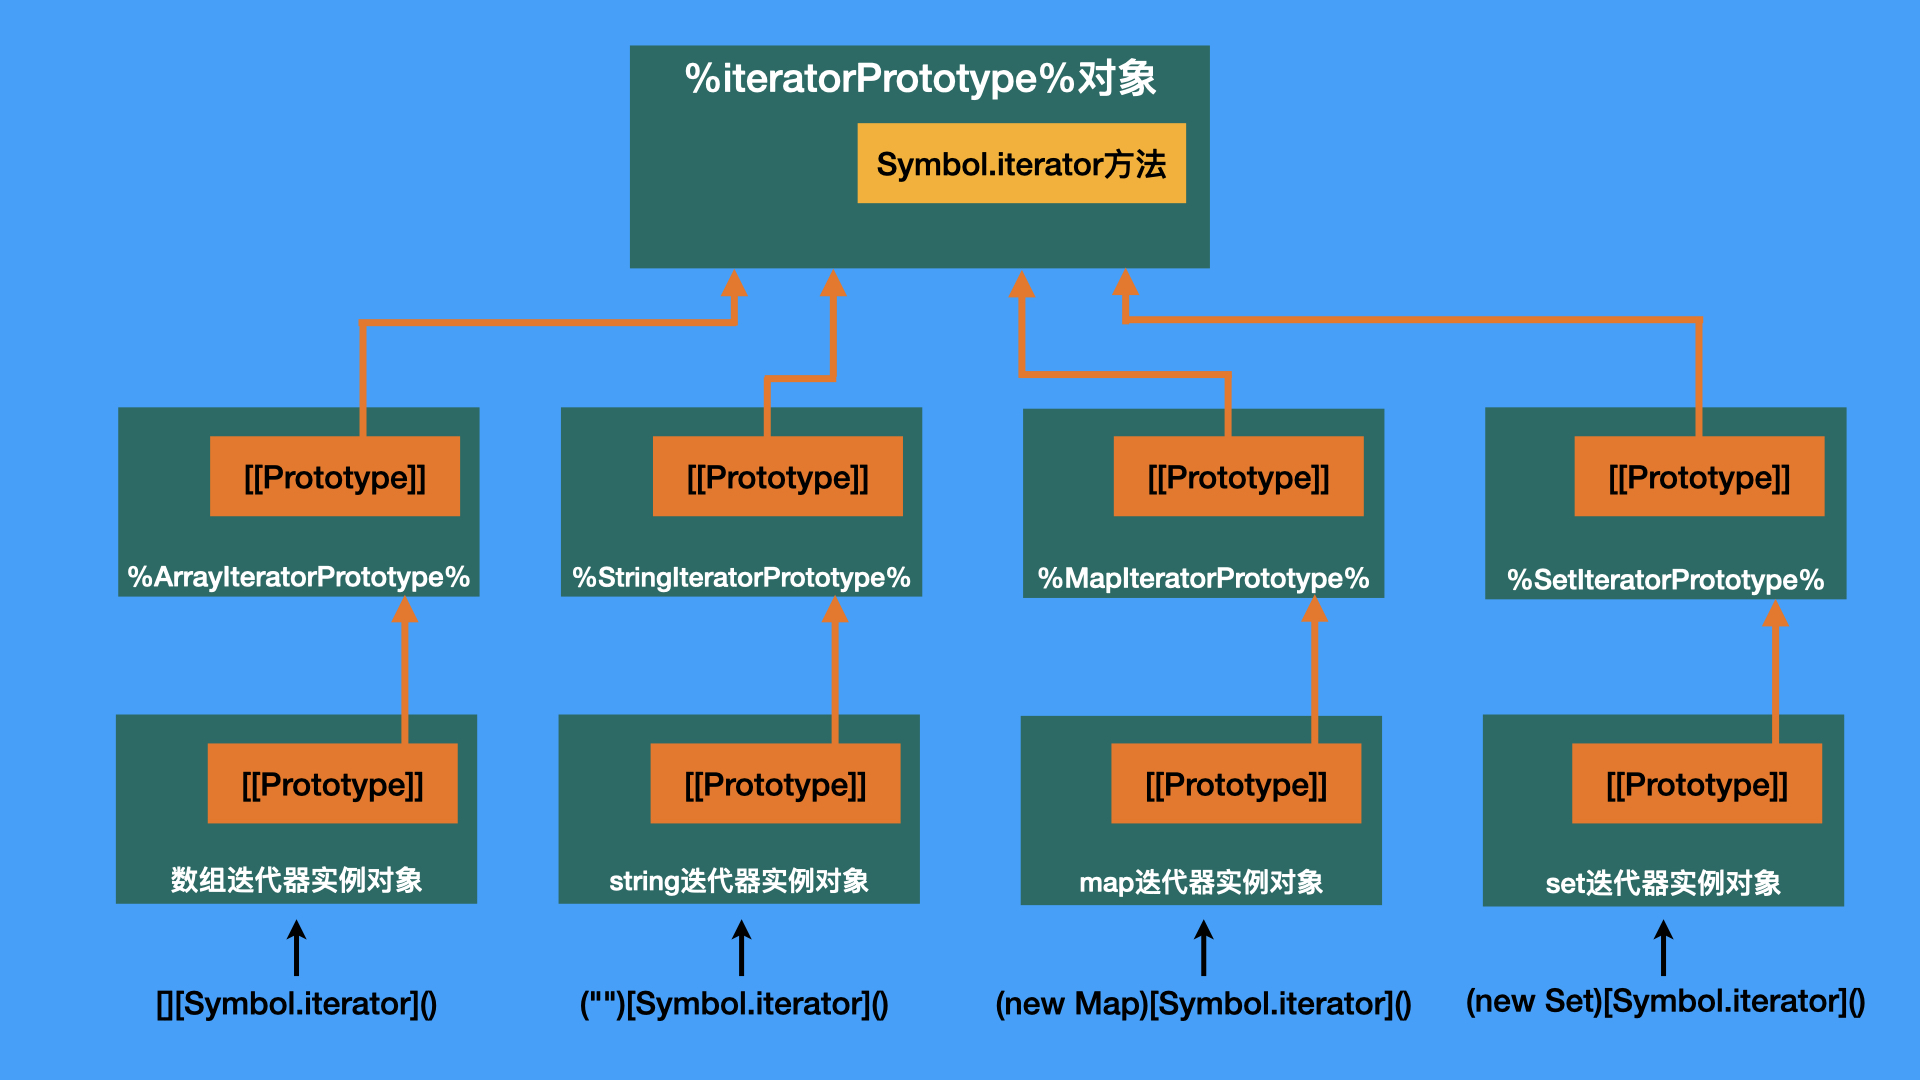 %iteratorPrototype%对象
Symbol.iterator方法
[[Prototype]]
[[Prototype]]
[[Prototype]]
[[Prototype]]
%ArrayIteratorPrototype%
%StringIteratorPrototype%
%MapIteratorPrototype%
%SetIteratorPrototype%
[[Prototype]]
[[Prototype]]
[[Prototype]]
[[Prototype]]
数组迭代器实例对象
string迭代器实例对象
map迭代器实例对象
set迭代器实例对象
[][Symbol.iterator]()
("")[Symbol.iterator]()
(new Map)[Symbol.iterator]()
(new Set)[Symbol.iterator]()